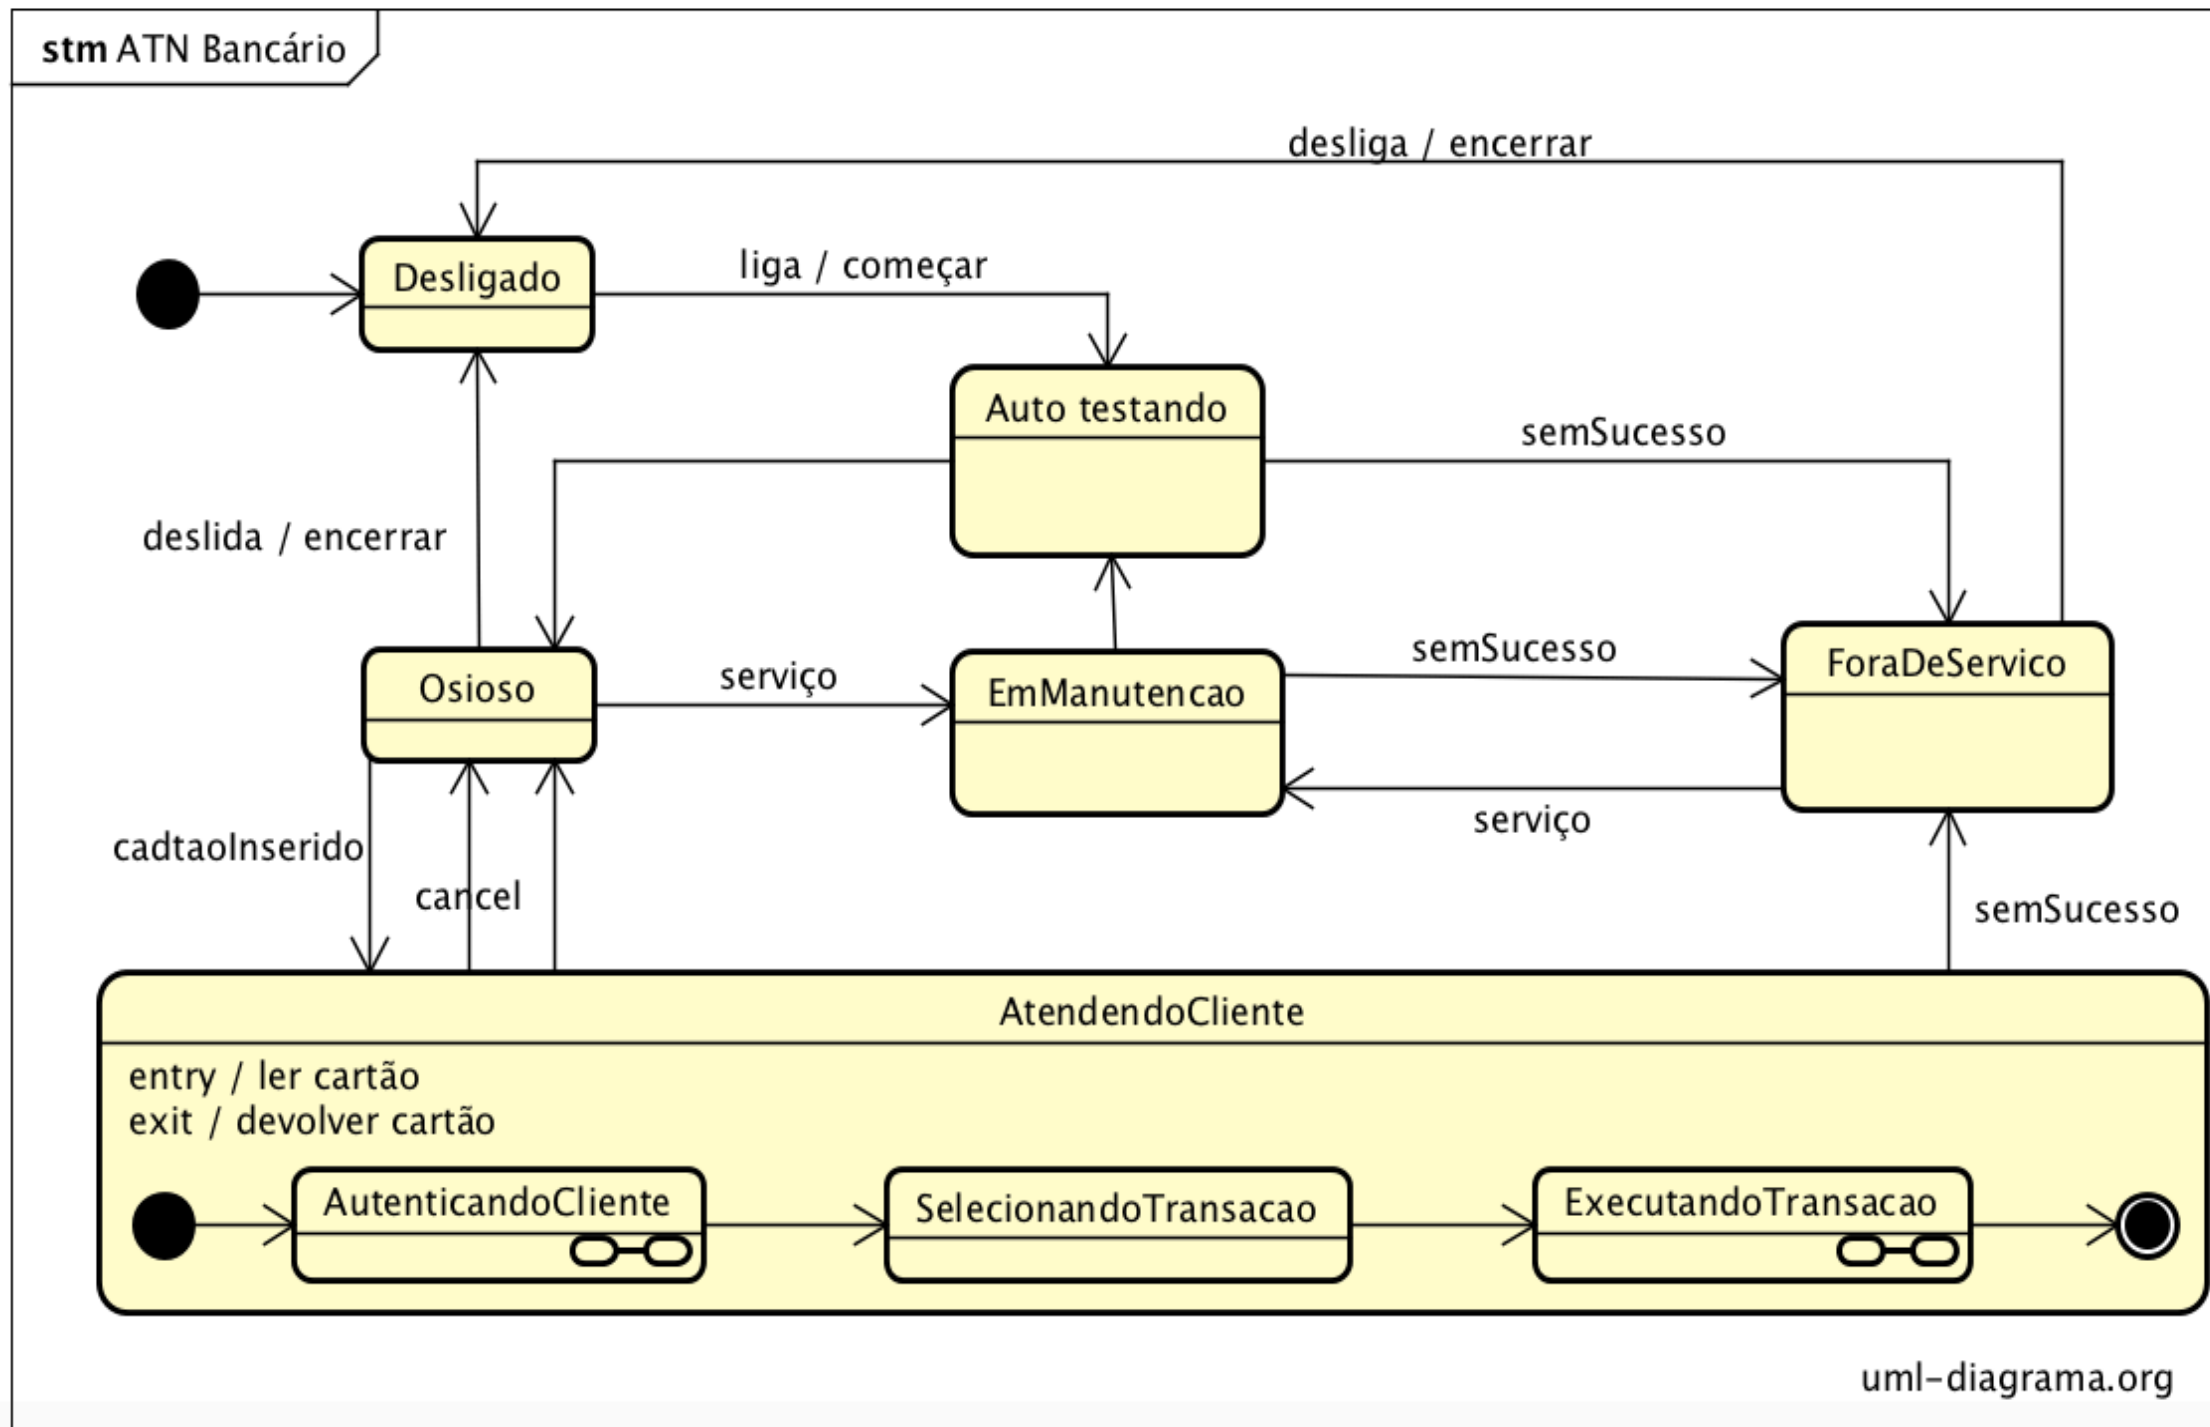 stm ATN Bancário
desliga / encerrar
Desligado
liga / começar
Auto testando
semSucesso
deslida / encerrar
Osioso
serviço
EmManutencao
semSucesso
ForaDeServico
serviço
cadtaoInserido
cancel
semSucesso
AtendendoCliente
entry / ler cartão
exit / devolver cartão
AutenticandoCliente
SelecionandoTransacao
ExecutandoTransacao
uml-diagrama.org